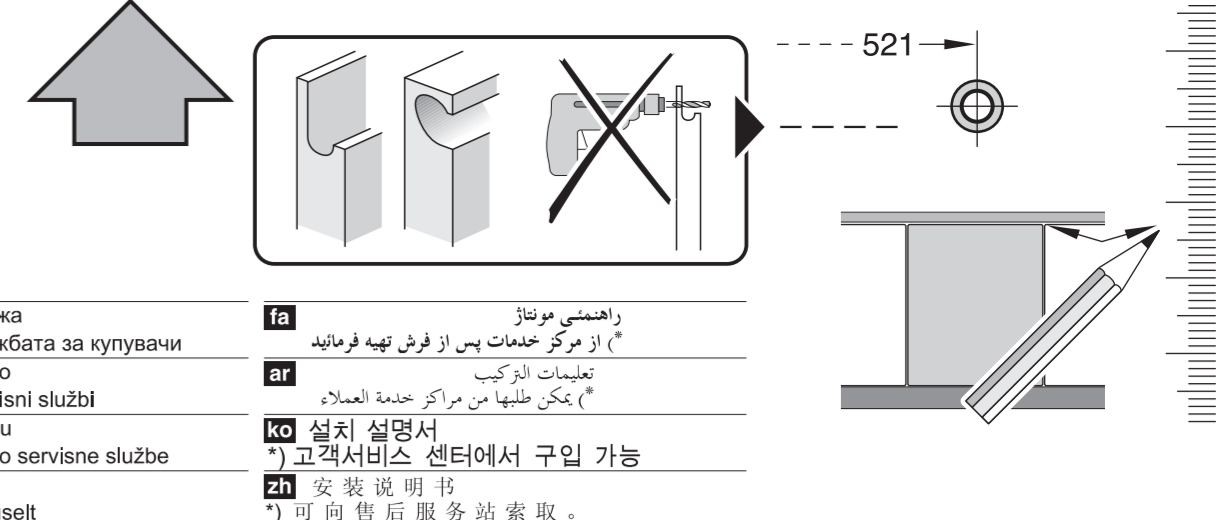 521
жа
жбата за купувачи
o
isni službi
u
o servisne službe
selt
fa راهنمئی مونتاژ
*) از مرکز خدمات پس از فرش تهیه فرمائید
ar تعليمات التركيب
*) يمكن طلبها من مراكز خدمة العملاء
ko 설치 설명서
*) 고객서비스 센터에서 구입 가능
zh 安装说明书
*) 可向售后服务站索取。